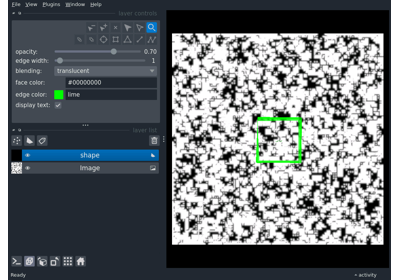 File View Plugins Window Help
layer controls
opacity: 0.70
edge width: 1
blending: translucent
face color: #00000000
edge color: lime
display text:
layer list
shape
Image
Ready
activity